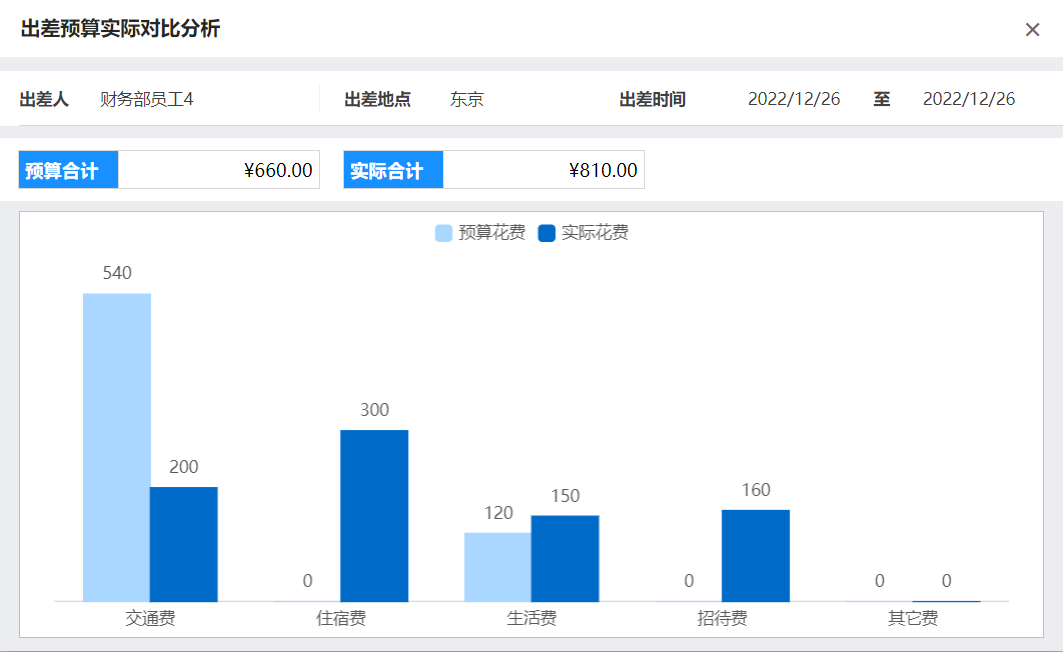 出差预算实际对比分析 ×
出差人 财务部员工4 出差地点 东京 出差时间 2022/12/26 至 2022/12/26
预算合计 ¥660.00 实际合计 ¥810.00
预算花费 实际花费
540
300
200
150
120
160
0 0 0 0
交通费 住宿费 生活费 招待费 其它费